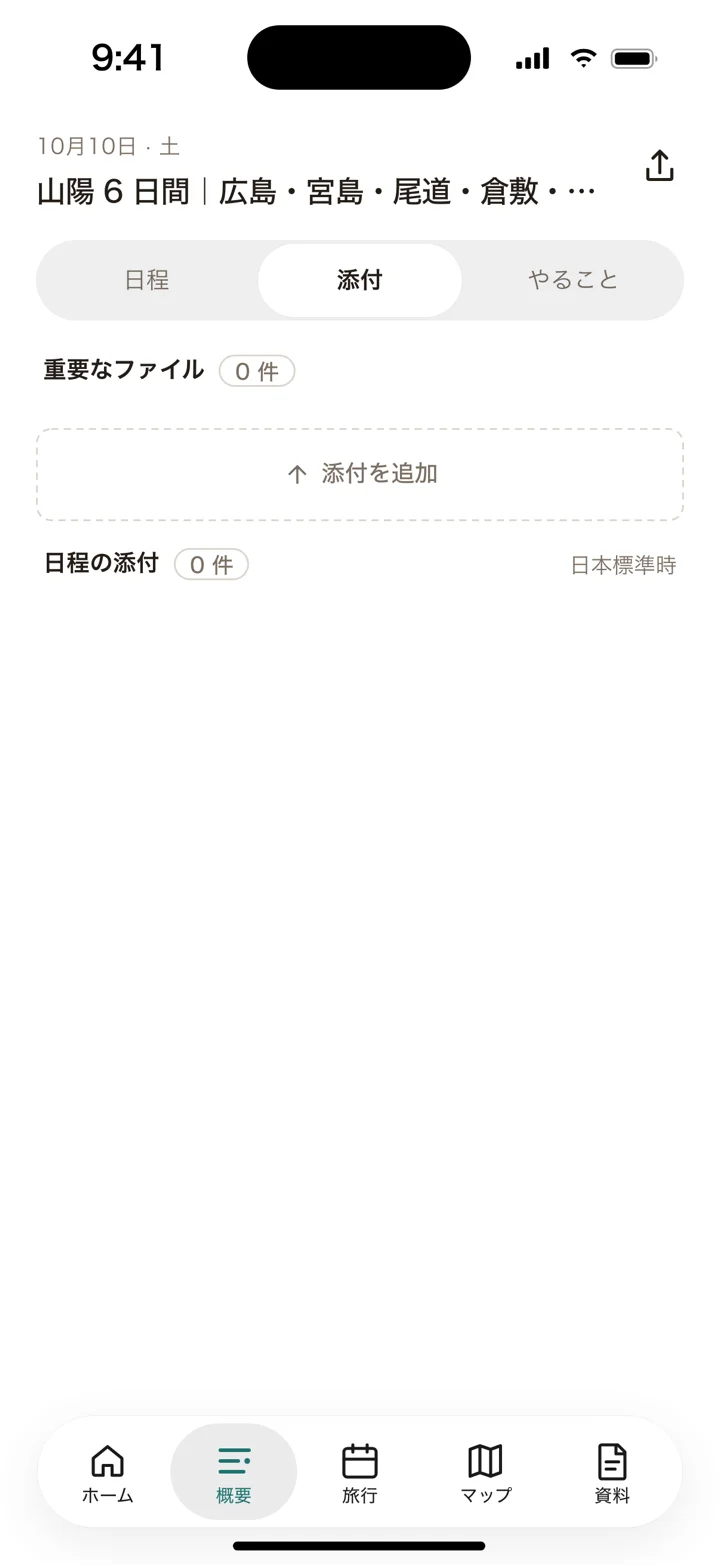 9:41
10月10日 · 土
山陽 6 日間｜広島・宮島・尾道・倉敷・…
日程
添付
やること
重要なファイル 0 件
添付を追加
日程の添付 0 件 日本標準時
ホーム
概要
旅行
マップ
資料